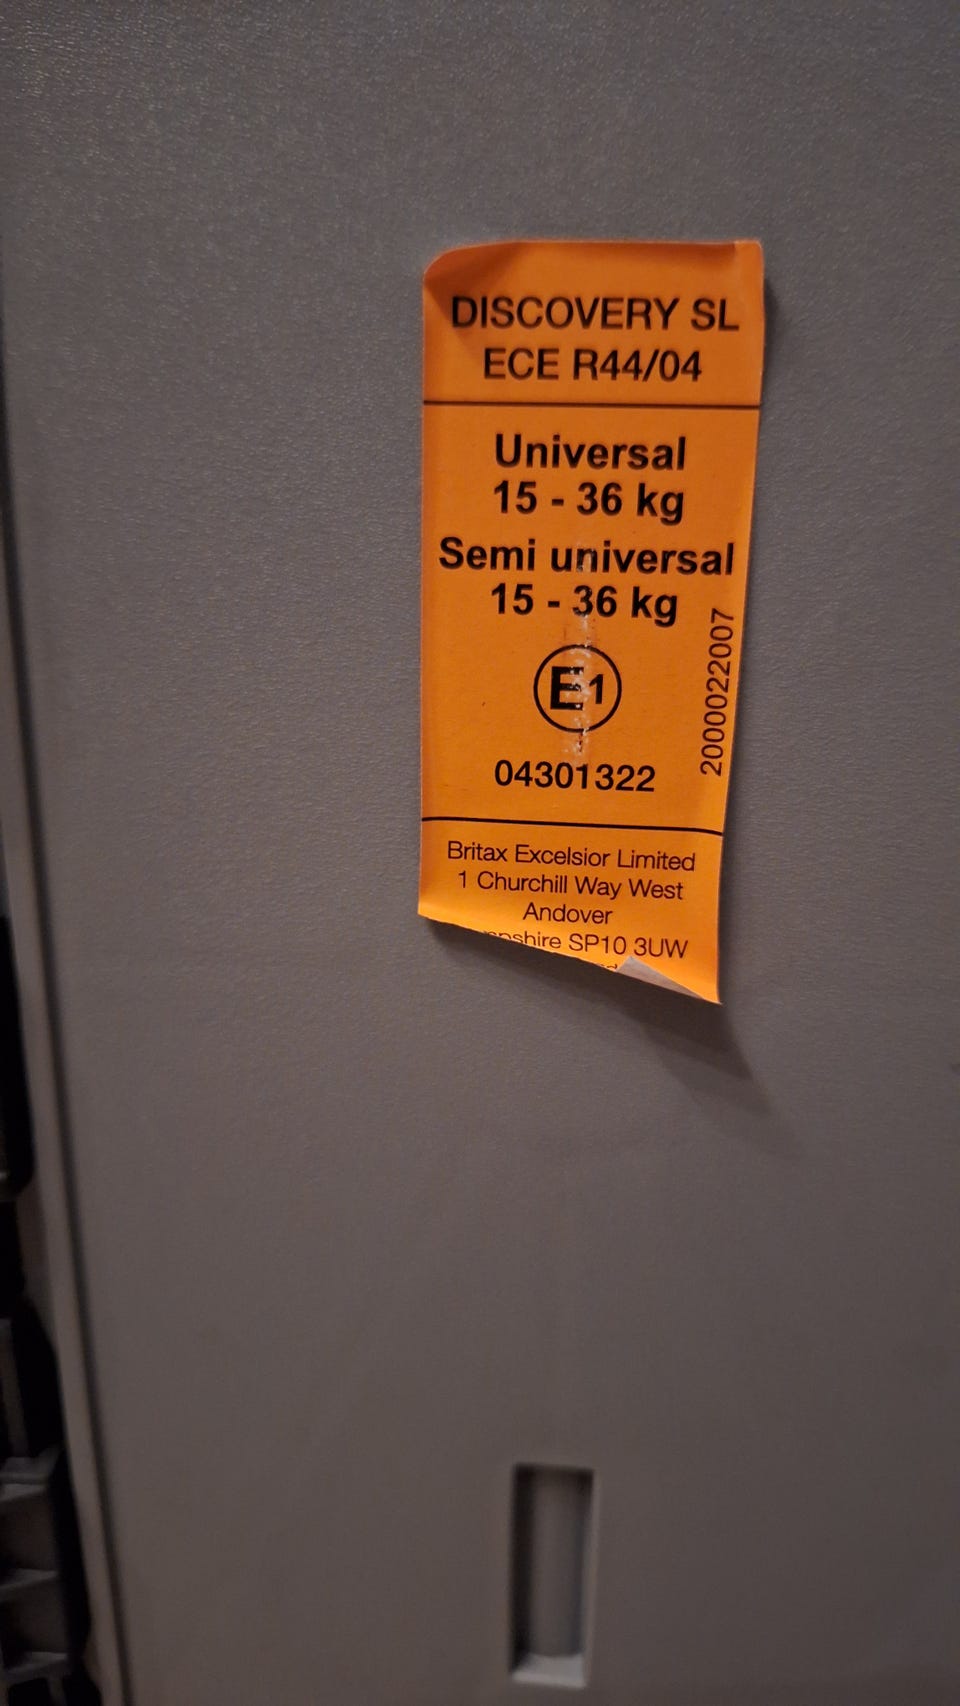 DISCOVERY SL
ECE R44/04
Universal
15 - 36 kg
Semi universal
15 - 36 kg
E1
04301322
2000022007
Britax Excelsior Limited
1 Churchill Way West
Andover
SP10 3UW